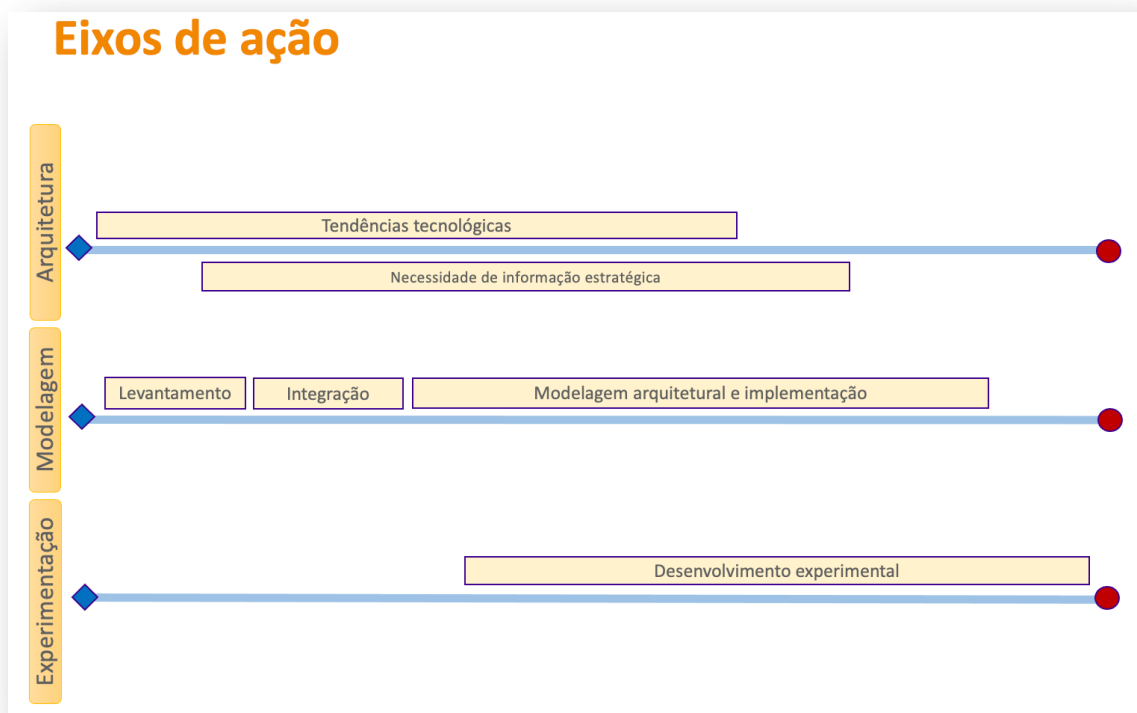 Eixos de ação
Arquitetura
Tendências tecnológicas
Necessidade de informação estratégica
Modelagem
Levantamento
Integração
Modelagem arquitetural e implementação
Experimentação
Desenvolvimento experimental